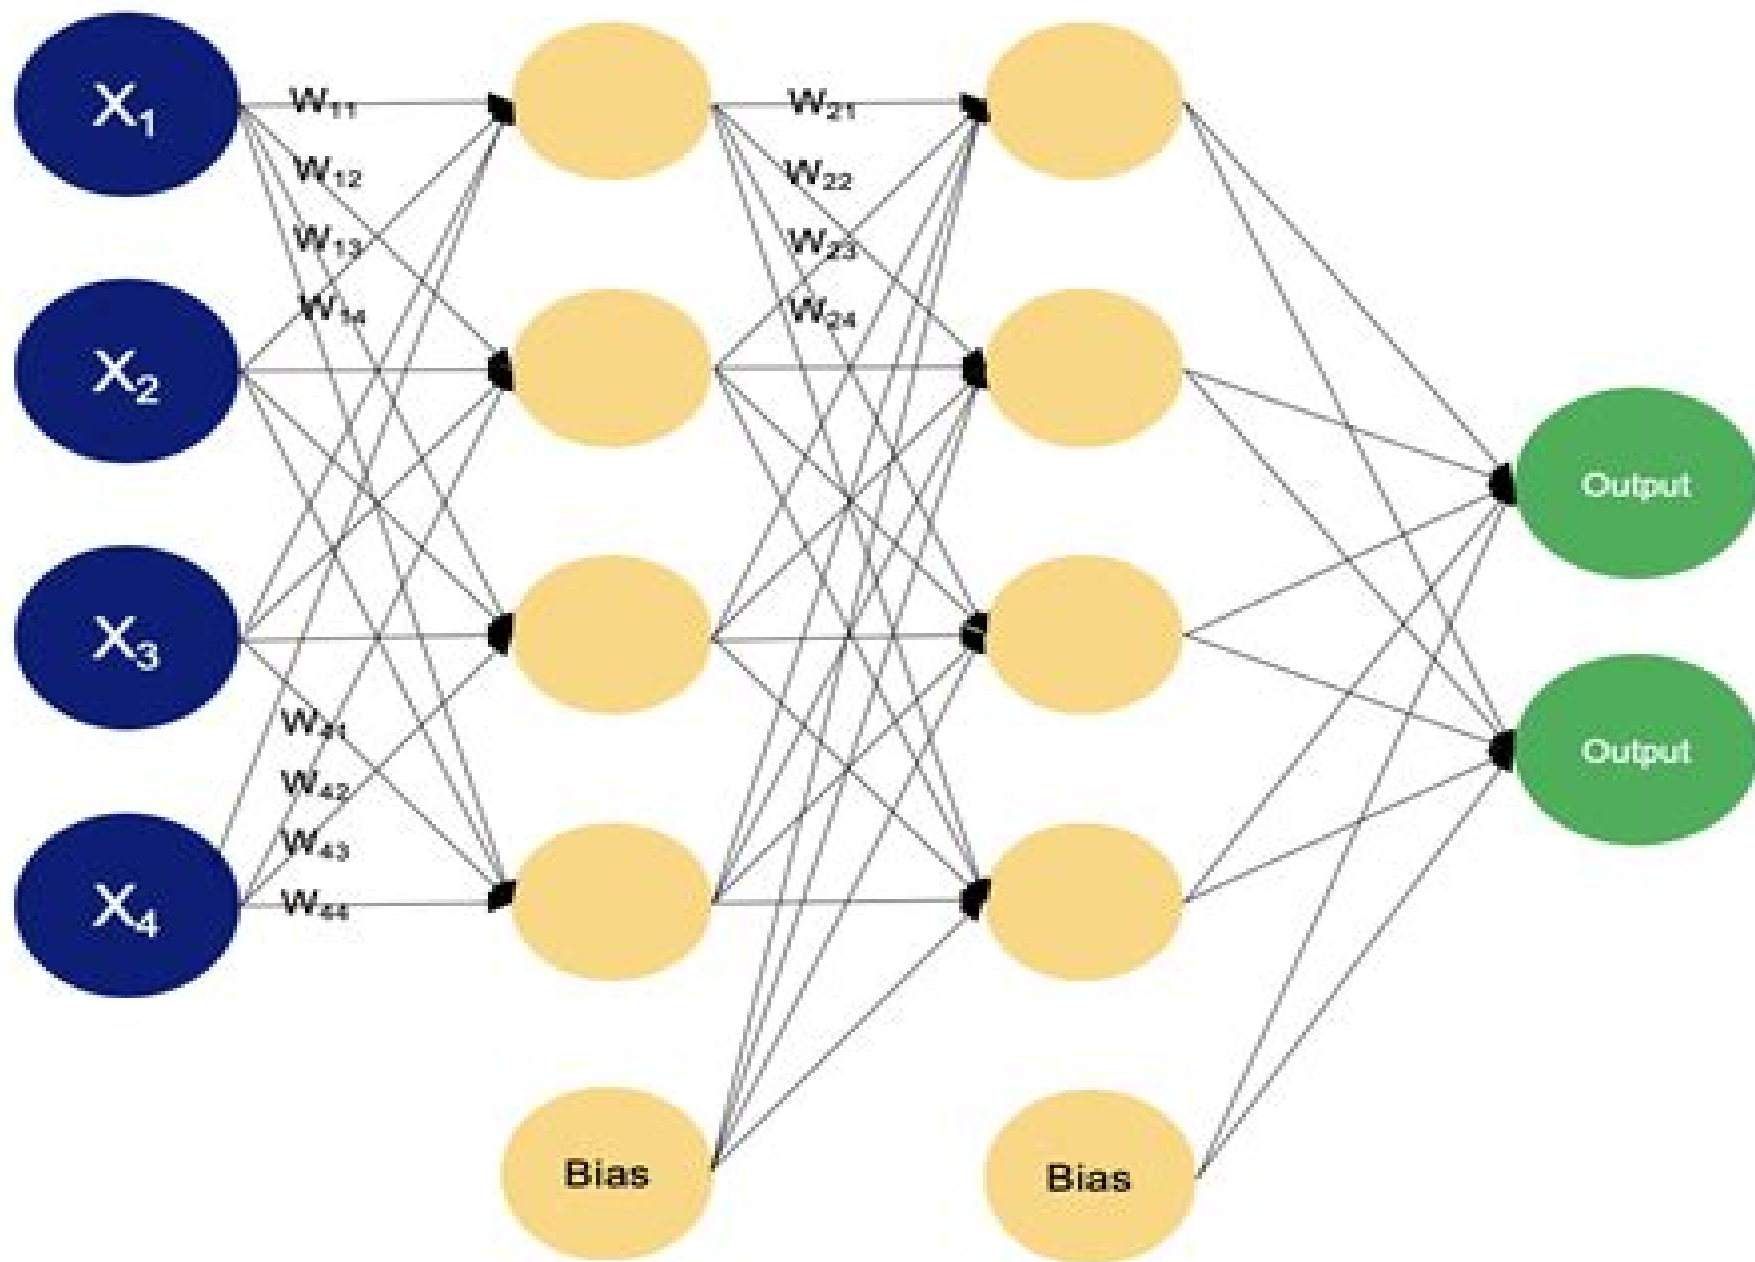 X₁
W₁₁
W₂₁
W₁₂
W₂₂
W₁₃
W₂₃
W₁₄
W₂₄
X₂
Output
X₃
W₄₁
Output
W₄₂
W₄₃
X₄
W₄₄
Bias
Bias